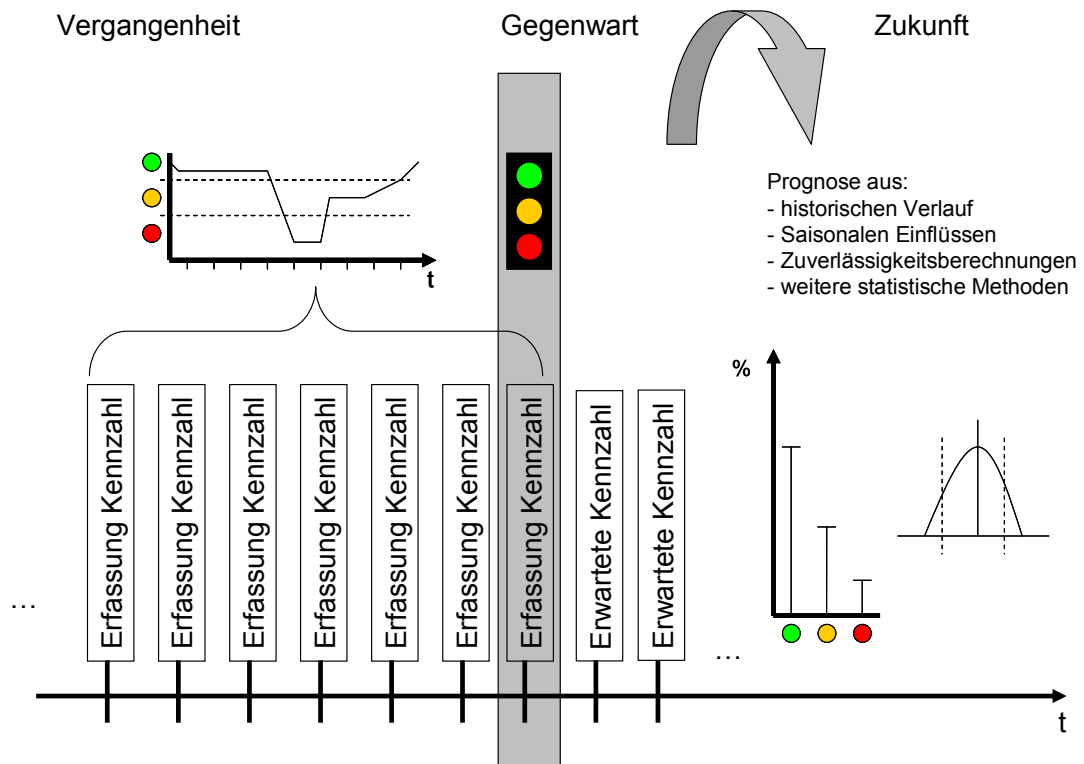 Vergangenheit
Gegenwart
Zukunft
t
Prognose aus:
- historischen Verlauf
- Saisonalen Einflüssen
- Zuverlässigkeitsberechnungen
- weitere statistische Methoden
%
...
Erfassung Kennzahl
Erfassung Kennzahl
Erfassung Kennzahl
Erfassung Kennzahl
Erfassung Kennzahl
Erfassung Kennzahl
Erfassung Kennzahl
Erwartete Kennzahl
Erwartete Kennzahl
...
t